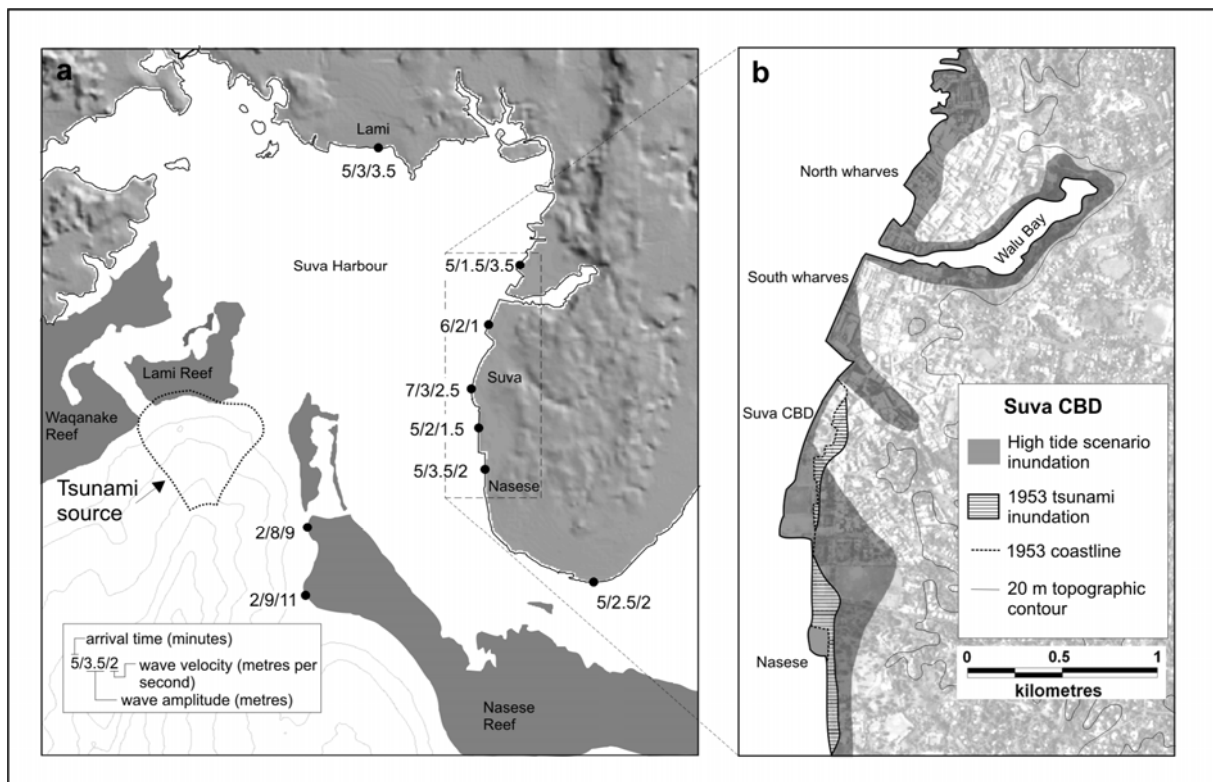 a
Lami
5/3/3.5
Suva Harbour
5/1.5/3.5
6/2/1
Suva
7/3/2.5
5/2/1.5
5/3.5/2
Nasese
Lami Reef
Waqanake
Reef
Tsunami
source
2/8/9
2/9/11
5/2.5/2
Nasese
Reef
arrival time (minutes)
5/3.5/2
wave velocity (metres per
second)
wave amplitude (metres)
b
North wharves
Walu Bay
South wharves
Suva CBD
Nasese
Suva CBD
High tide scenario
inundation
1953 tsunami
inundation
1953 coastline
20 m topographic
contour
0 0.5 1
kilometres